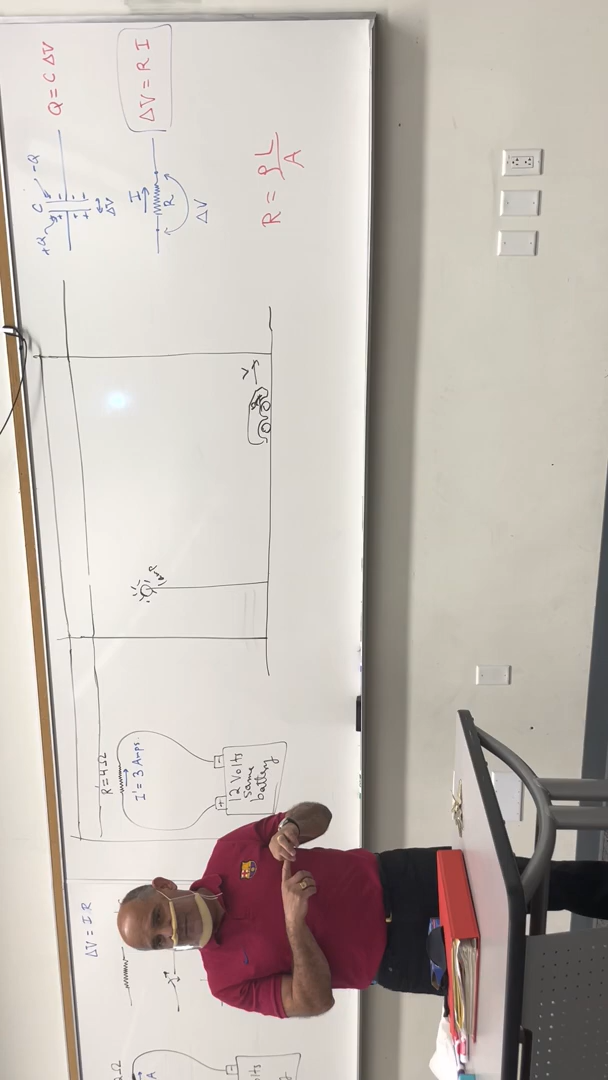 ΔV = I R
R'=4Ω
I' = 3 Amps
+ -
12 Volts
same
battery
V
+Q C -Q
+ -
ΔV
Q = C ΔV
I
R
ΔV
ΔV = R I
R = ρL/A